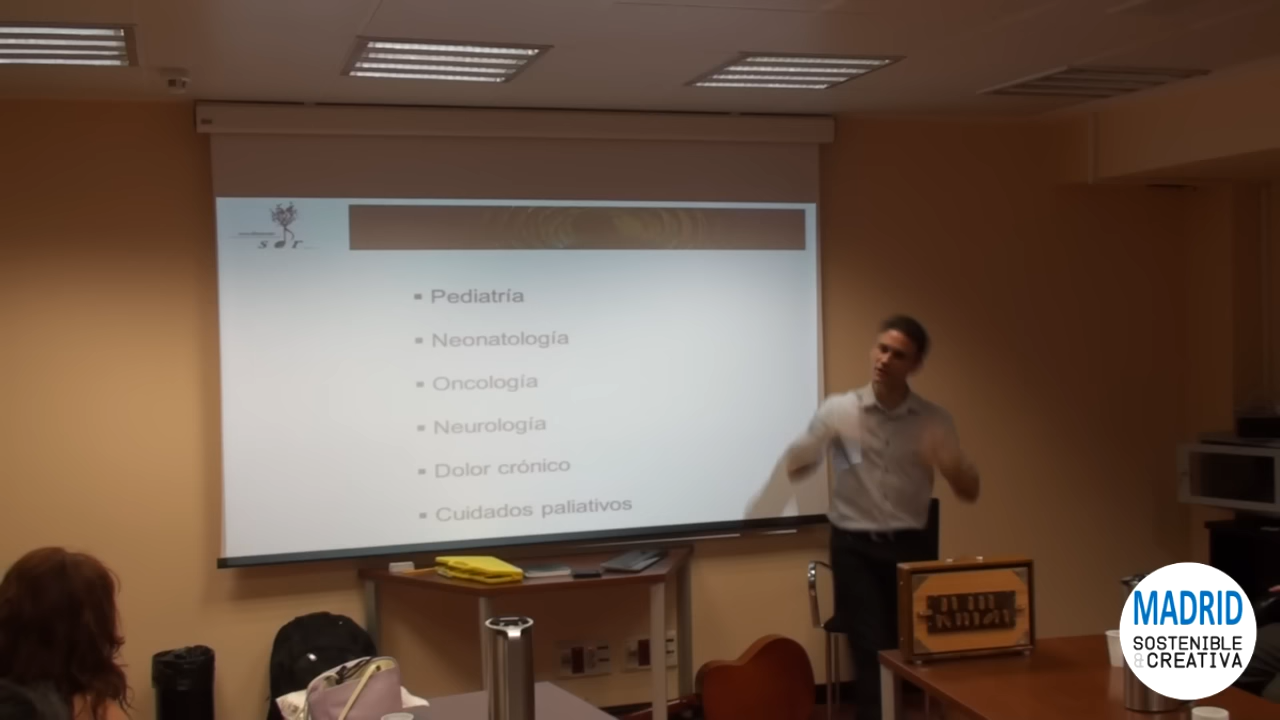 s r
▪ Pediatría
▪ Neonatología
▪ Oncología
▪ Neurología
▪ Dolor crónico
▪ Cuidados paliativos
MADRID
SOSTENIBLE
CREATIVA